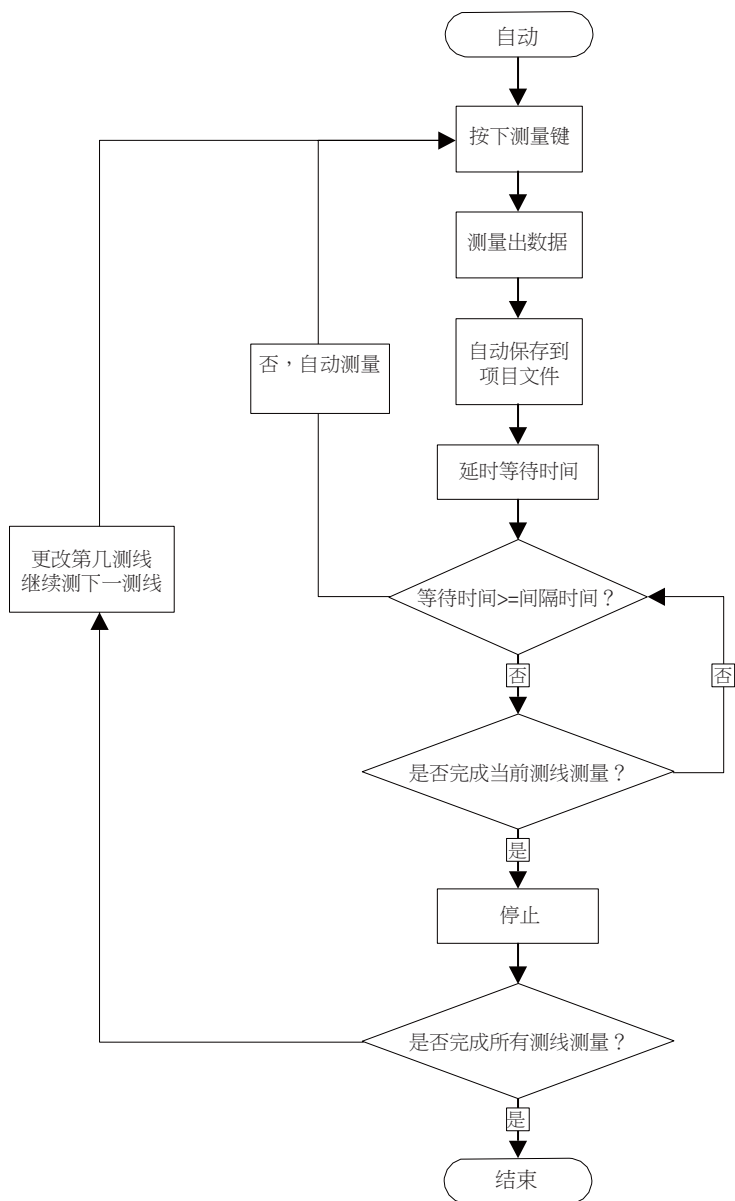 自动
按下测量键
测量出数据
自动保存到
项目文件
否，自动测量
延时等待时间
更改第几测线
继续测下一测线
等待时间>=间隔时间？
否
否
是否完成当前测线测量？
是
停止
是否完成所有测线测量？
是
结束